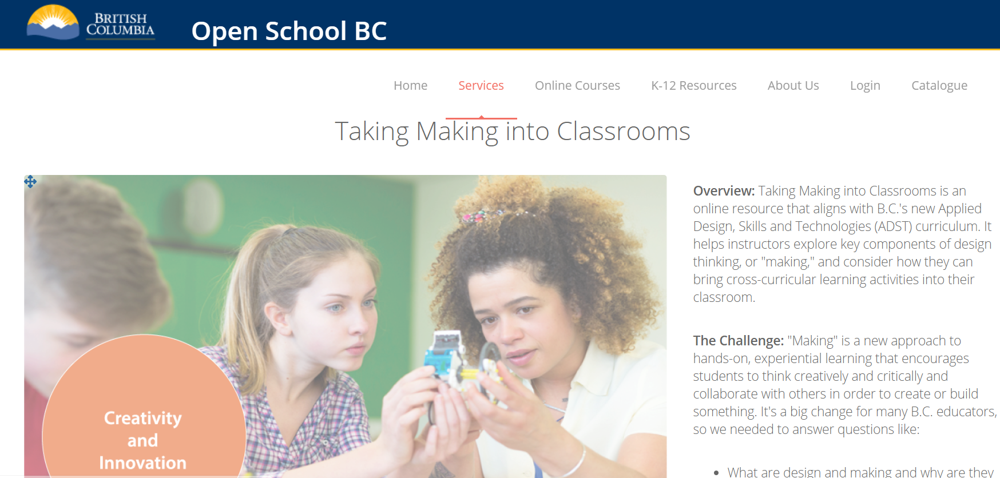 BRITISH
COLUMBIA
Open School BC
Home Services Online Courses K-12 Resources About Us Login Catalogue
Taking Making into Classrooms
Creativity
and
Innovation
Overview: Taking Making into Classrooms is an
online resource that aligns with B.C.'s new Applied
Design, Skills and Technologies (ADST) curriculum. It
helps instructors explore key components of design
thinking, or "making," and consider how they can
bring cross-curricular learning activities into their
classroom.
The Challenge: "Making" is a new approach to
hands-on, experiential learning that encourages
students to think creatively and critically and
collaborate with others in order to create or build
something. It's a big change for many B.C. educators,
so we needed to answer questions like:
• What are design and making and why are they